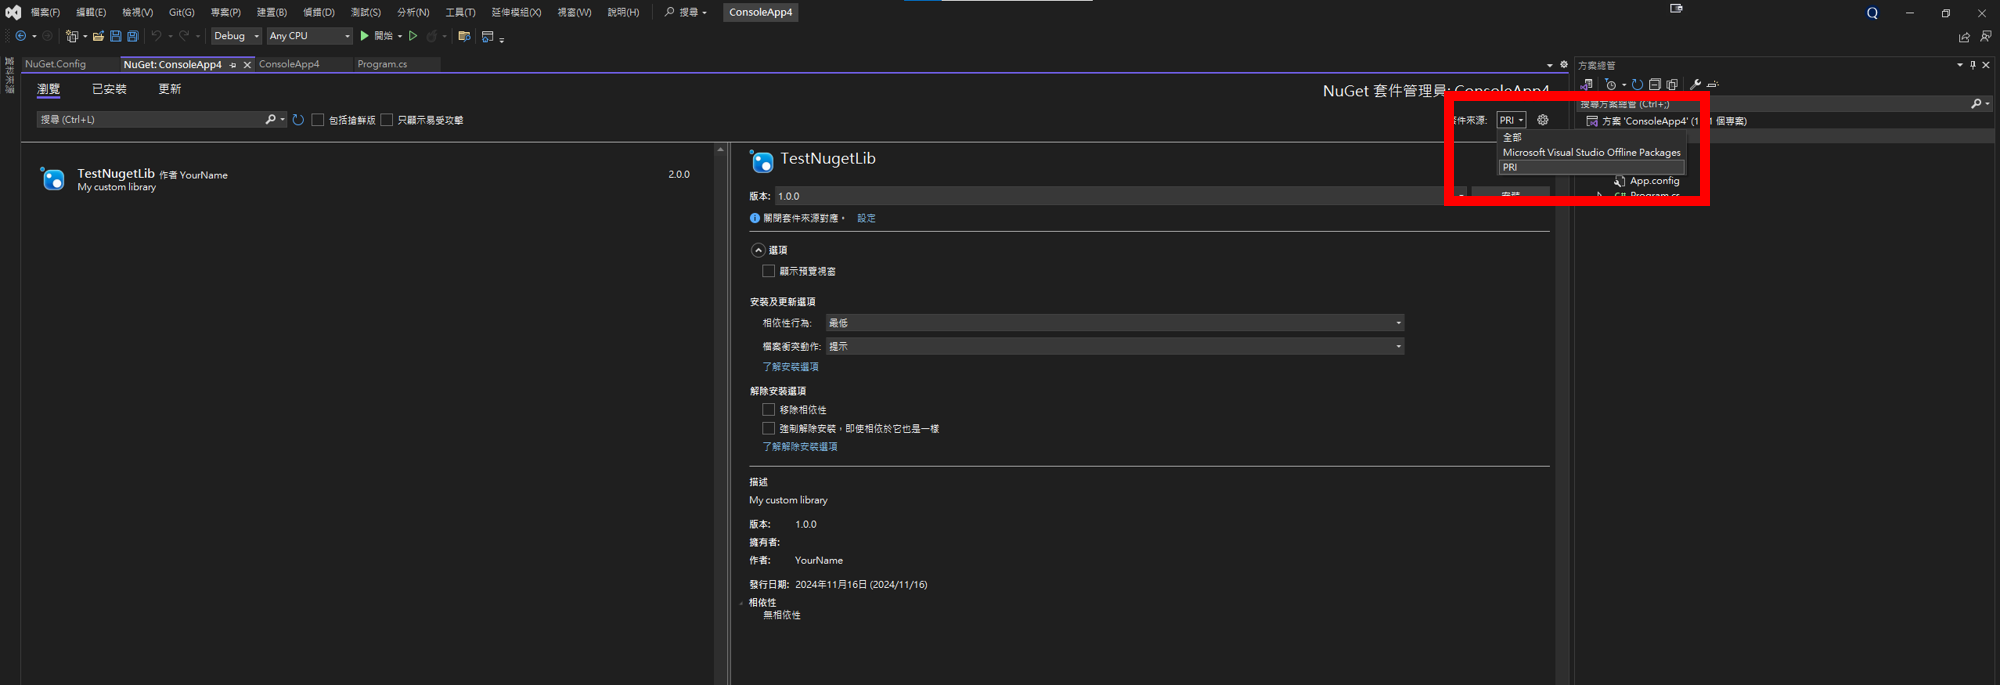 檔案(F) 編輯(E) 檢視(V) Git(G) 專案(P) 建置(B) 偵錯(D) 測試(S) 分析(N) 工具(T) 延伸模組(X) 視窗(W) 說明(H) 搜尋 ConsoleApp4
Debug Any CPU 開始
資料來源
NuGet.Config NuGet: ConsoleApp4 ConsoleApp4 Program.cs
瀏覽 已安裝 更新
NuGet 套件管理員: ConsoleApp4
搜尋 (Ctrl+L) 包括搶鮮版 只顯示易受攻擊
件來源: PRI
全部
Microsoft Visual Studio Offline Packages
PRI
TestNugetLib 作者 YourName 2.0.0
My custom library
TestNugetLib
版本: 1.0.0 安裝
關閉套件來源對應。 設定
選項
顯示預覽視窗
安裝及更新選項
相依性行為: 最低
檔案衝突動作: 提示
了解安裝選項
解除安裝選項
移除相依性
強制解除安裝，即使相依於它也是一樣
了解解除安裝選項
描述
My custom library
版本: 1.0.0
擁有者:
作者: YourName
發行日期: 2024年11月16日 (2024/11/16)
相依性
無相依性
方案總管
搜尋方案總管 (Ctrl+;)
方案 'ConsoleApp4' (1 1 個專案)
App.config
Program.cs